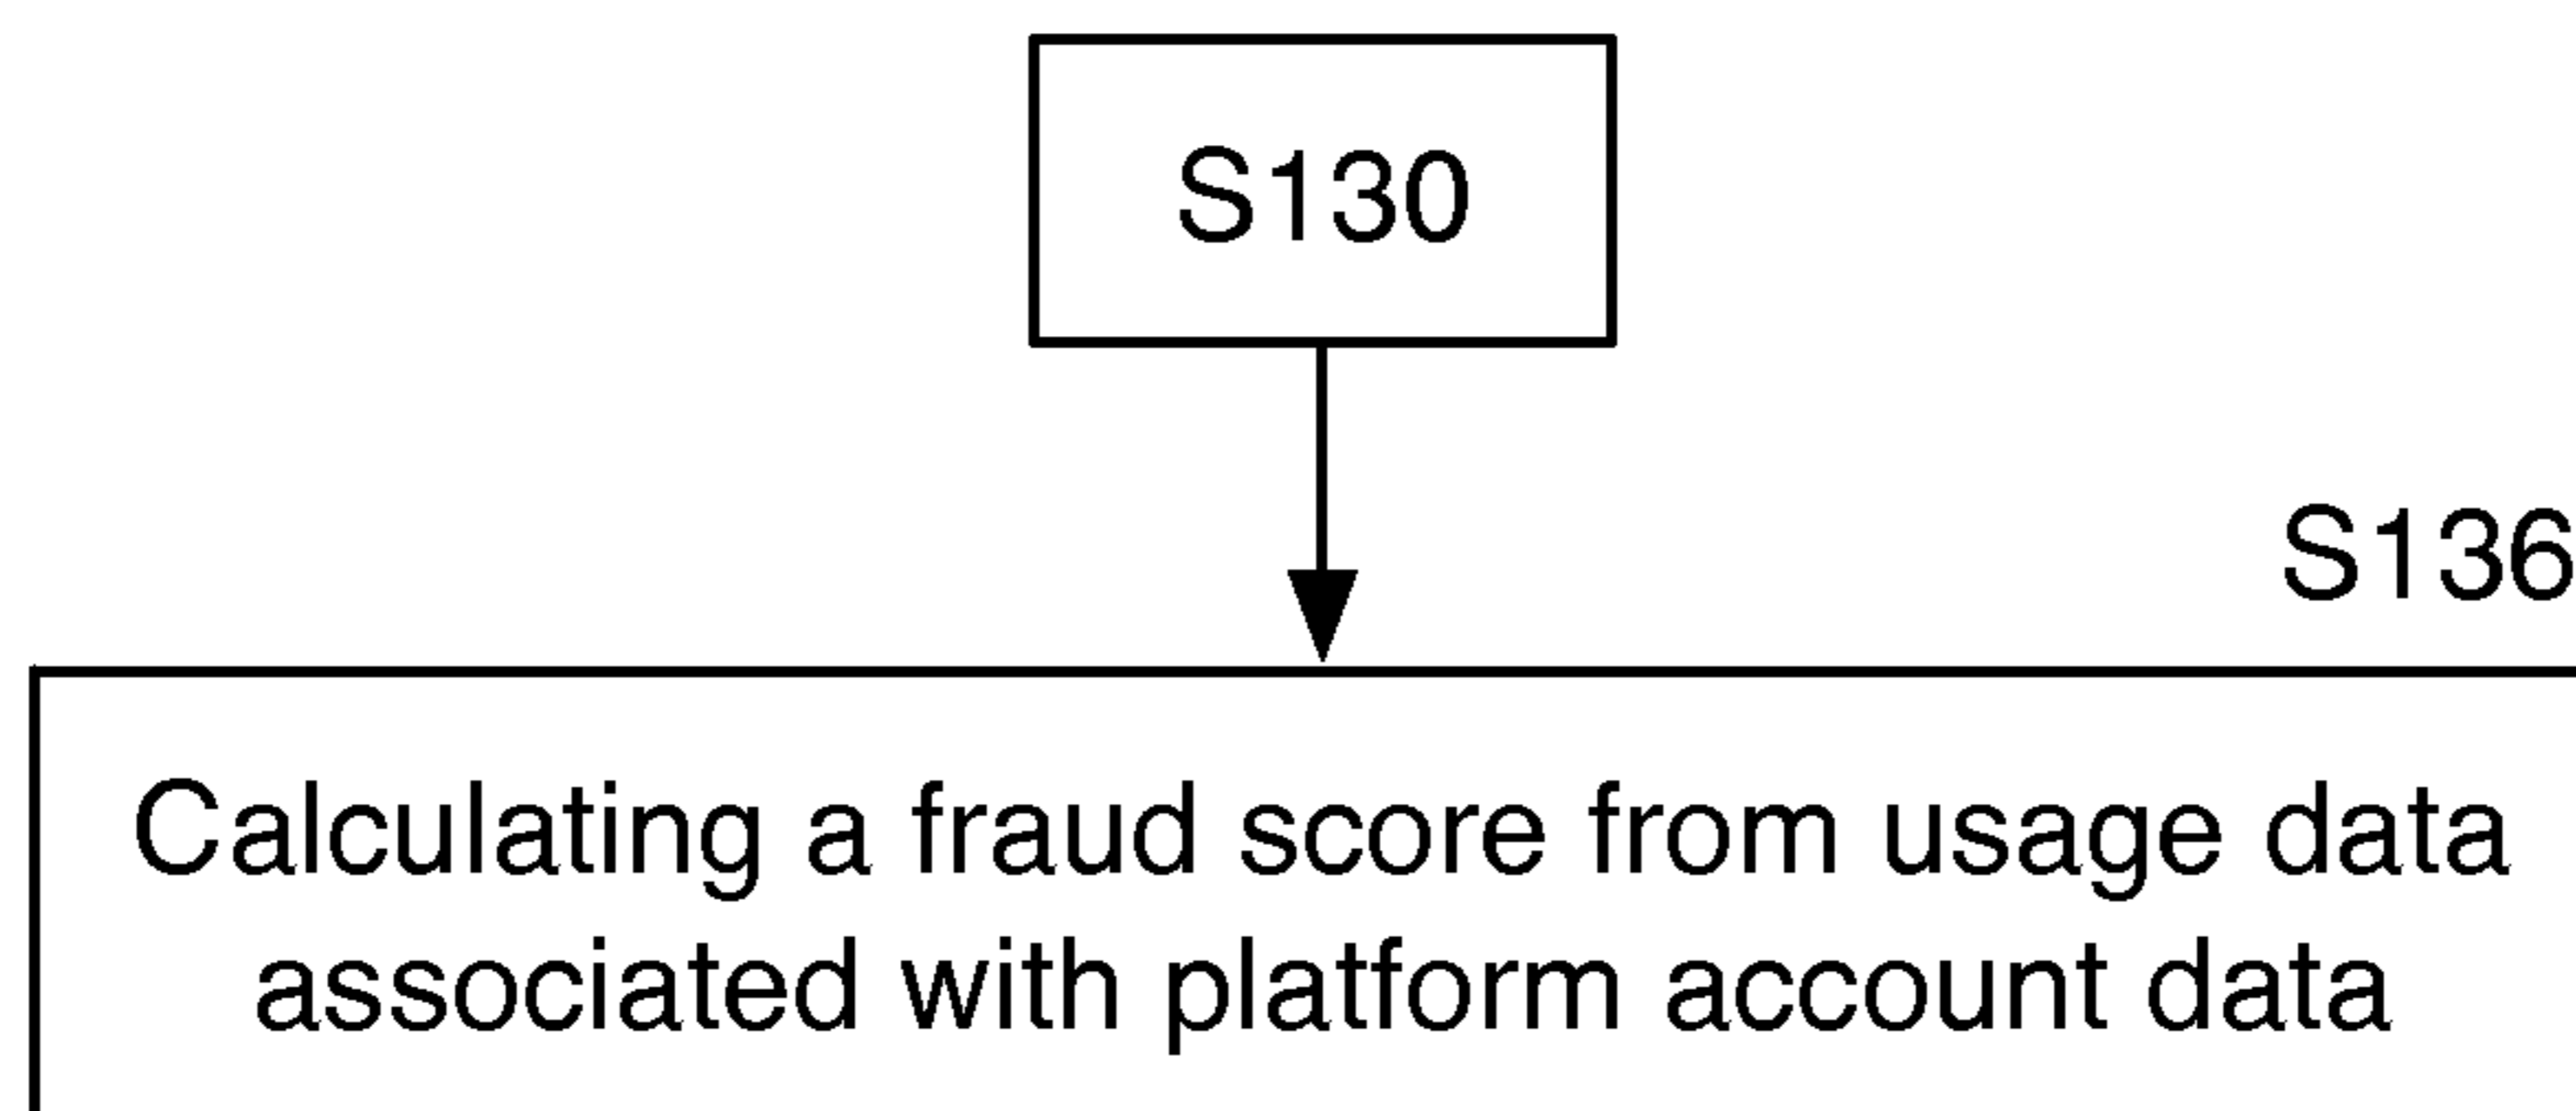 S130
S136
Calculating a fraud score from usage data
associated with platform account data